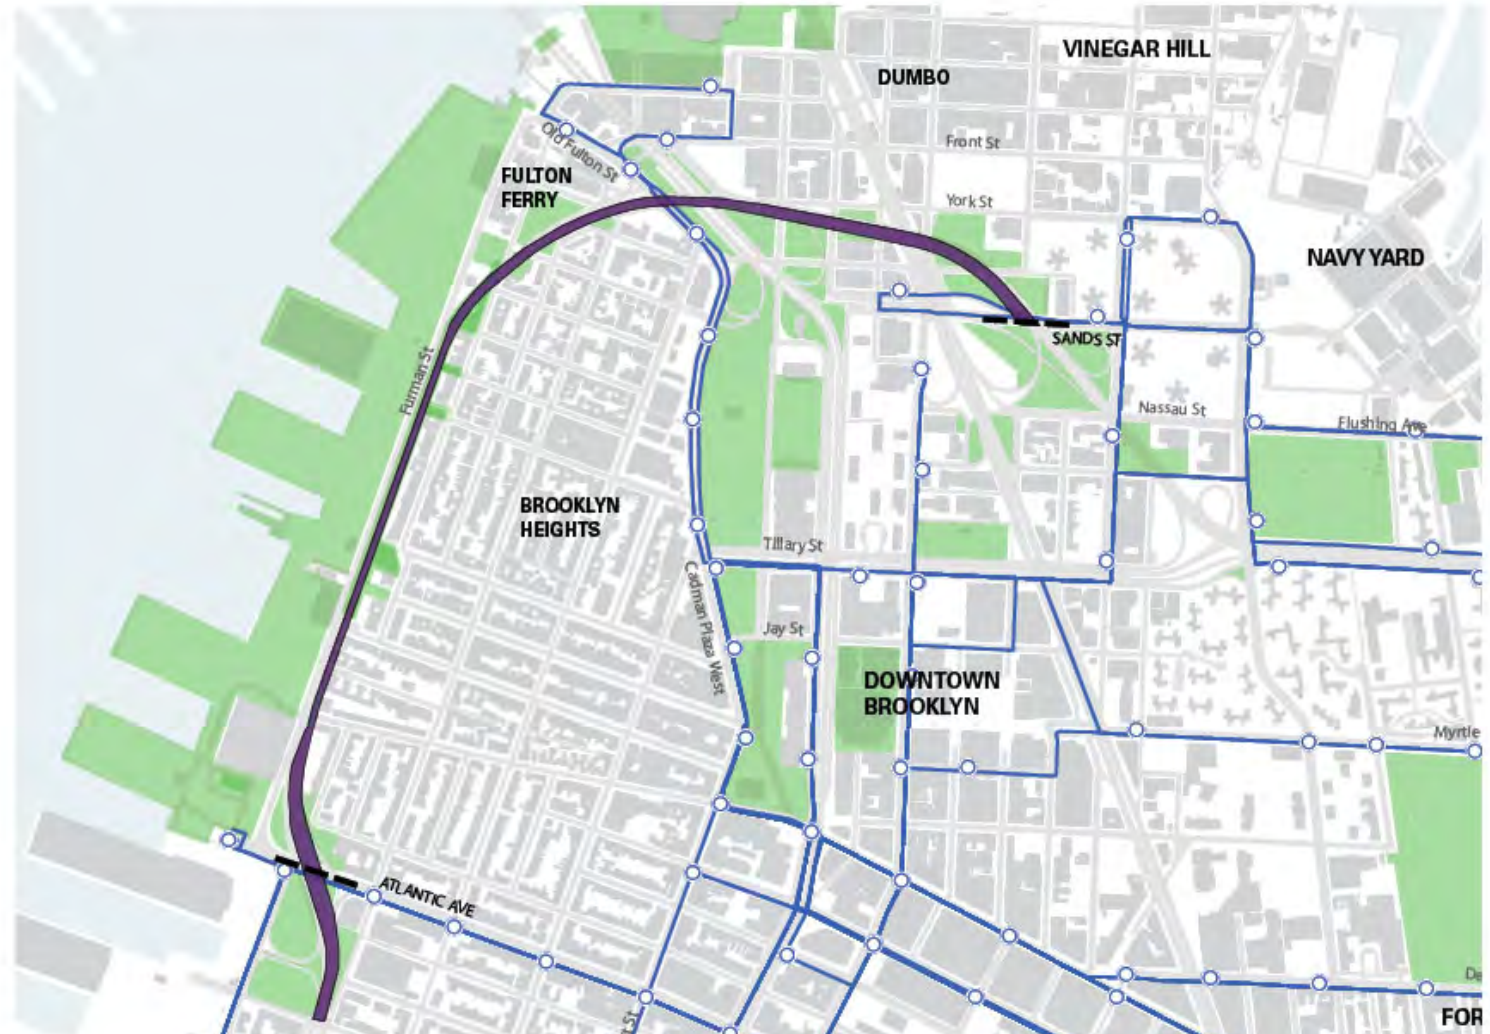 VINEGAR HILL
DUMBO
Old Fulton St
Front St
FULTON
FERRY
York St
NAVY YARD
SANDS ST
Furman St
Nassau St
Flushing Ave
BROOKLYN
HEIGHTS
Tillary St
Cadman Plaza West
Jay St
DOWNTOWN
BROOKLYN
Myrtle
ATLANTIC AVE
De
FOR